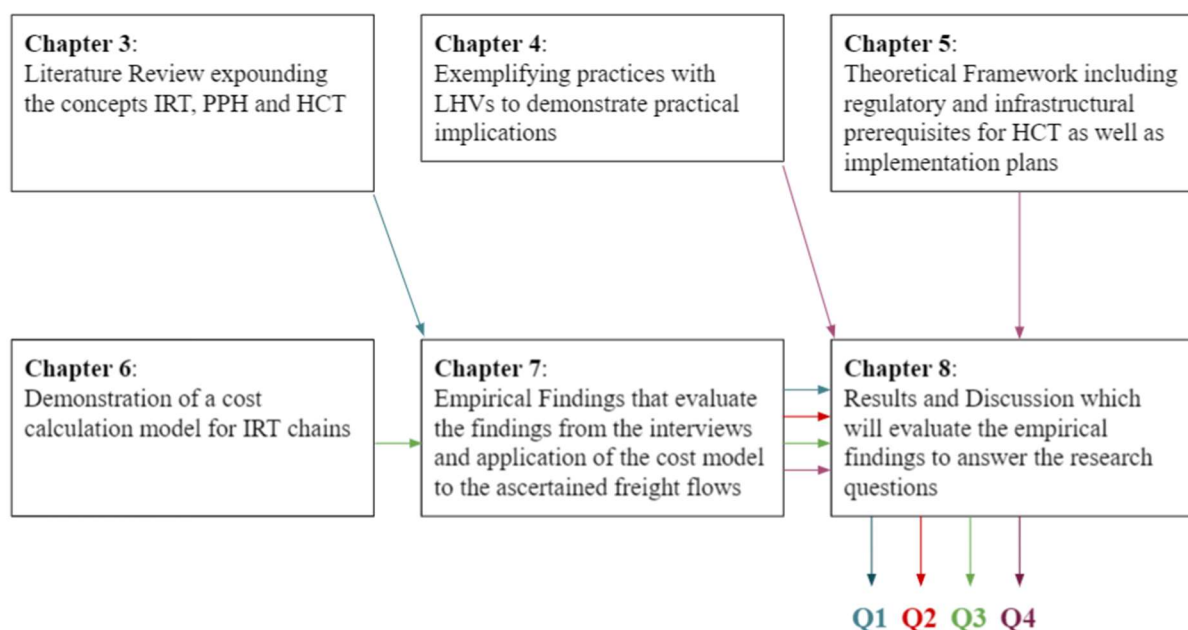 Chapter 3:
Literature Review expounding
the concepts IRT, PPH and HCT
Chapter 4:
Exemplifying practices with
LHVs to demonstrate practical
implications
Chapter 5:
Theoretical Framework including
regulatory and infrastructural
prerequisites for HCT as well as
implementation plans
Chapter 6:
Demonstration of a cost
calculation model for IRT chains
Chapter 7:
Empirical Findings that evaluate
the findings from the interviews
and application of the cost model
to the ascertained freight flows
Chapter 8:
Results and Discussion which
will evaluate the empirical
findings to answer the research
questions
Q1 Q2 Q3 Q4